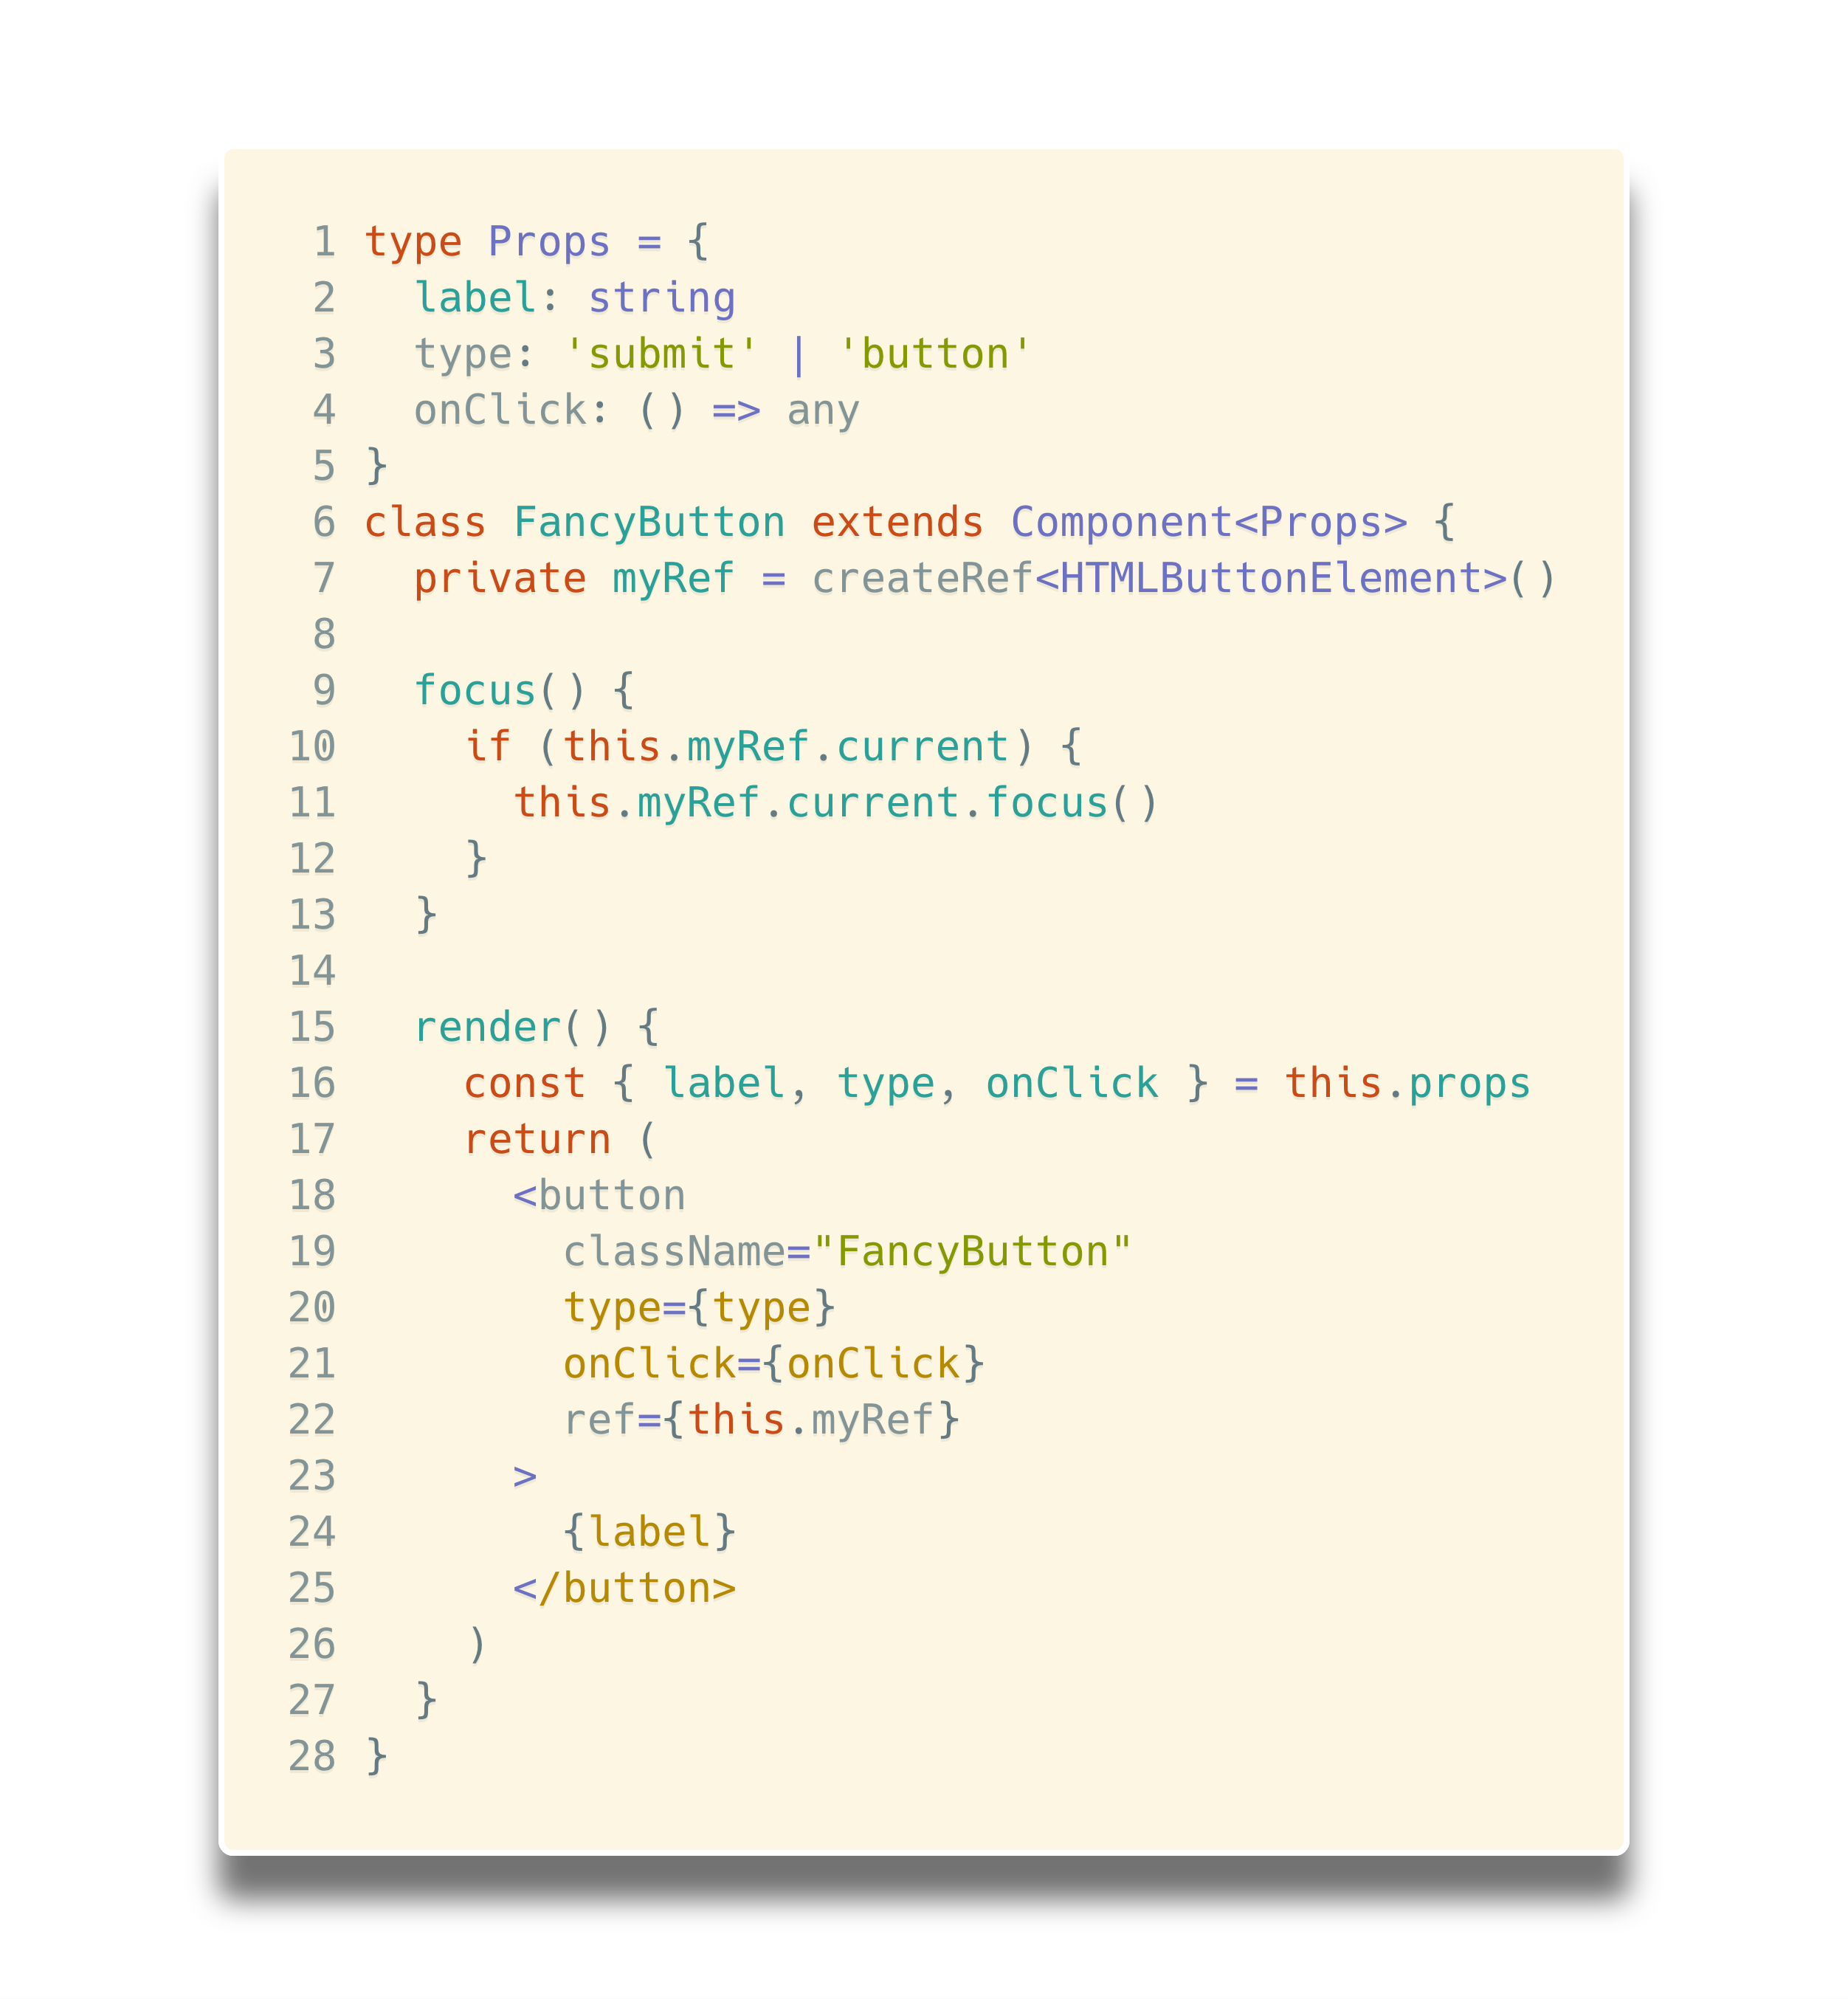 1 type Props = {
2   label: string
3   type: 'submit' | 'button'
4   onClick: () => any
5 }
6 class FancyButton extends Component<Props> {
7   private myRef = createRef<HTMLButtonElement>()
8
9   focus() {
10     if (this.myRef.current) {
11       this.myRef.current.focus()
12     }
13   }
14
15   render() {
16     const { label, type, onClick } = this.props
17     return (
18       <button
19         className="FancyButton"
20         type={type}
21         onClick={onClick}
22         ref={this.myRef}
23       >
24         {label}
25       </button>
26     )
27   }
28 }